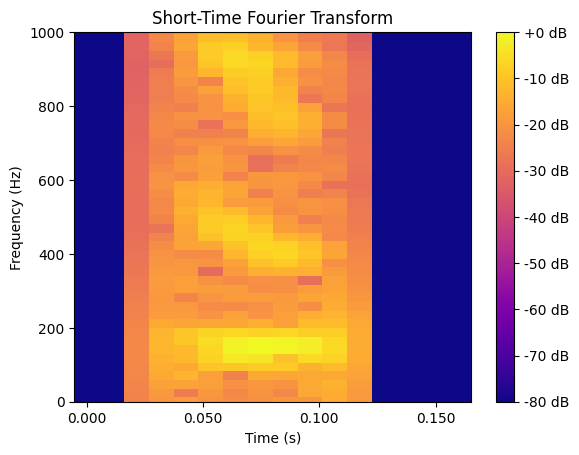 Short-Time Fourier Transform
Frequency (Hz)
1000
800
600
400
200
0
0.000
0.050
0.100
0.150
Time (s)
+0 dB
-10 dB
-20 dB
-30 dB
-40 dB
-50 dB
-60 dB
-70 dB
-80 dB